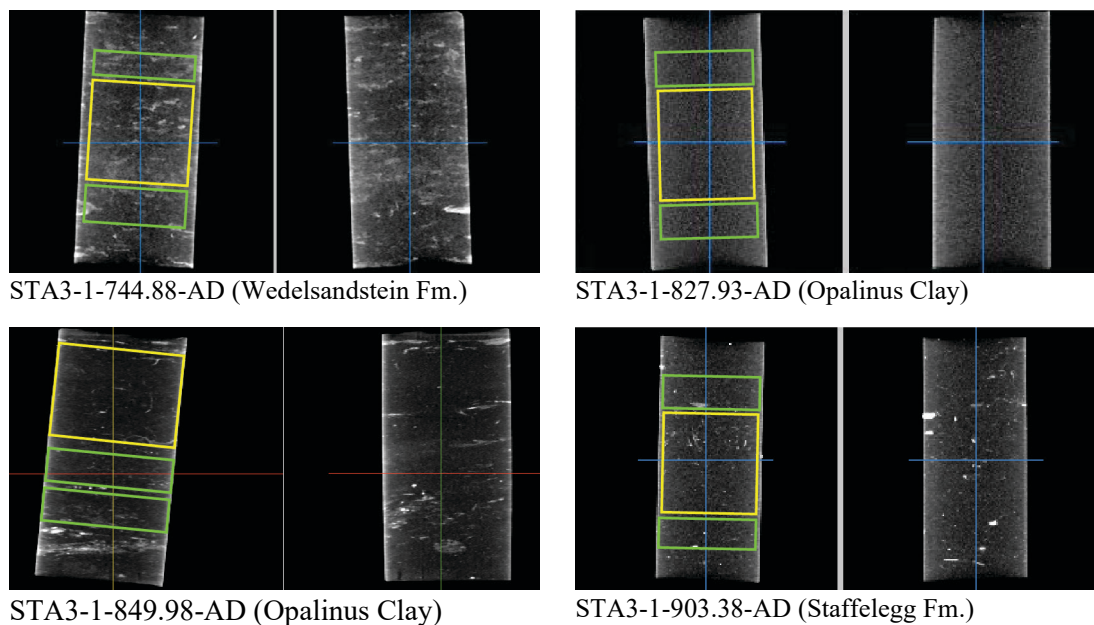 STA3-1-744.88-AD (Wedelsandstein Fm.)
STA3-1-827.93-AD (Opalinus Clay)
STA3-1-849.98-AD (Opalinus Clay)
STA3-1-903.38-AD (Staffelegg Fm.)